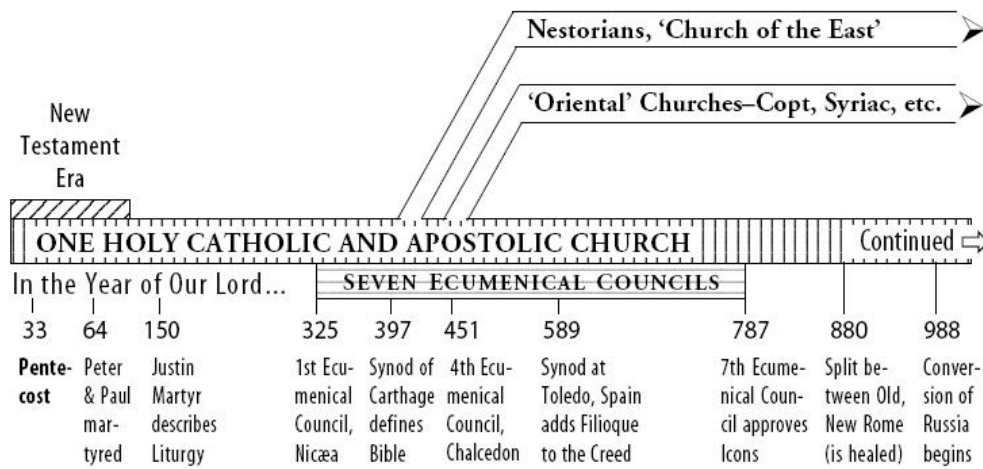 Nestorians, ‘Church of the East’
‘Oriental’ Churches–Copt, Syriac, etc.
New
Testament
Era
ONE HOLY CATHOLIC AND APOSTOLIC CHURCH
Continued
In the Year of Our Lord...
SEVEN ECUMENICAL COUNCILS
33
Pente-
cost
64
Peter
& Paul
mar-
tyred
150
Justin
Martyr
describes
Liturgy
325
1st Ecu-
menical
Council,
Nicæa
397
Synod of
Carthage
defines
Bible
451
4th Ecu-
menical
Council,
Chalcedon
589
Synod at
Toledo, Spain
adds Filioque
to the Creed
787
7th Ecume-
nical Coun-
cil approves
Icons
880
Split be-
tween Old,
New Rome
(is healed)
988
Conver-
sion of
Russia
begins